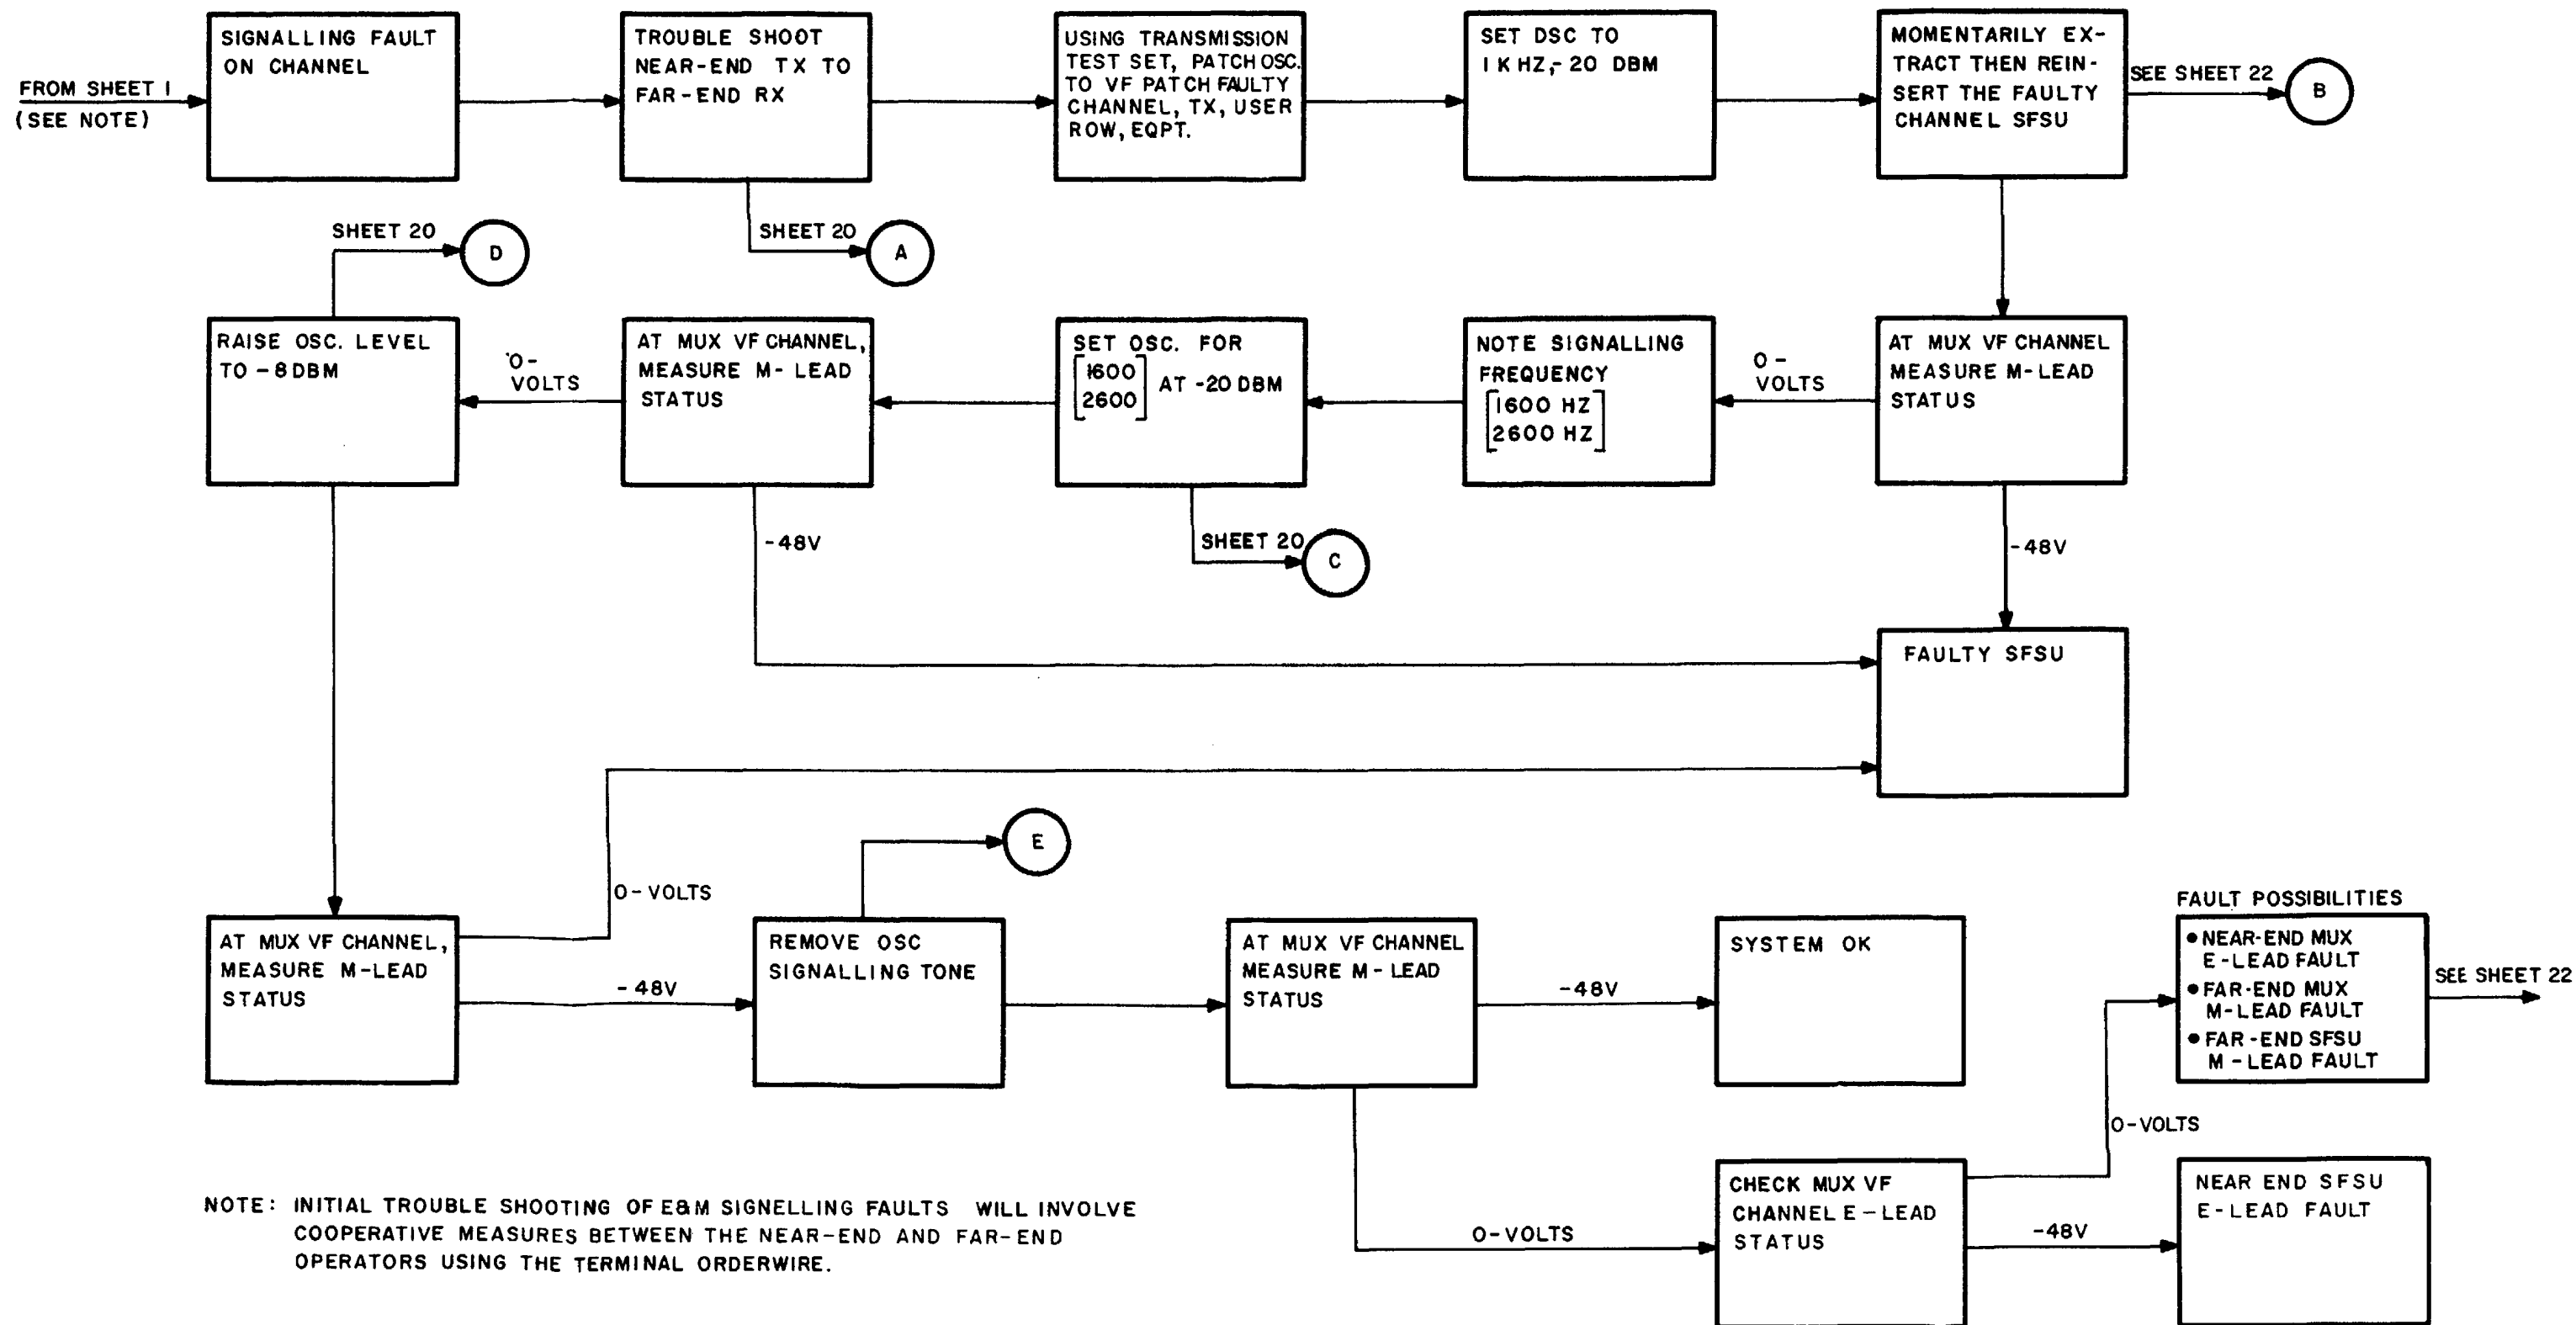 FROM SHEET 1
(SEE NOTE)
SIGNALLING FAULT
ON CHANNEL
TROUBLE SHOOT
NEAR-END TX TO
FAR-END RX
USING TRANSMISSION
TEST SET, PATCH OSC.
TO VF PATCH FAULTY
CHANNEL, TX, USER
ROW, EQPT.
SET DSC TO
1 KHZ,-20 DBM
MOMENTARILY EX-
TRACT THEN REIN-
SERT THE FAULTY
CHANNEL SFSU
SEE SHEET 22
B
SHEET 20
D
SHEET 20
A
RAISE OSC. LEVEL
TO -8 DBM
O-
VOLTS
AT MUX VF CHANNEL,
MEASURE M-LEAD
STATUS
SET OSC. FOR
[1600
2600] AT -20 DBM
NOTE SIGNALLING
FREQUENCY
[1600 HZ
2600 HZ]
O-
VOLTS
AT MUX VF CHANNEL
MEASURE M-LEAD
STATUS
-48V
SHEET 20
C
-48V
FAULTY SFSU
E
O-VOLTS
AT MUX VF CHANNEL,
MEASURE M-LEAD
STATUS
-48V
REMOVE OSC
SIGNALLING TONE
AT MUX VF CHANNEL
MEASURE M-LEAD
STATUS
-48V
SYSTEM OK
FAULT POSSIBILITIES
• NEAR-END MUX
E-LEAD FAULT
• FAR-END MUX
M-LEAD FAULT
• FAR-END SFSU
M-LEAD FAULT
SEE SHEET 22
O-VOLTS
O-VOLTS
CHECK MUX VF
CHANNEL E-LEAD
STATUS
-48V
NEAR END SFSU
E-LEAD FAULT
NOTE: INITIAL TROUBLE SHOOTING OF E&M SIGNELLING FAULTS WILL INVOLVE
COOPERATIVE MEASURES BETWEEN THE NEAR-END AND FAR-END
OPERATORS USING THE TERMINAL ORDERWIRE.